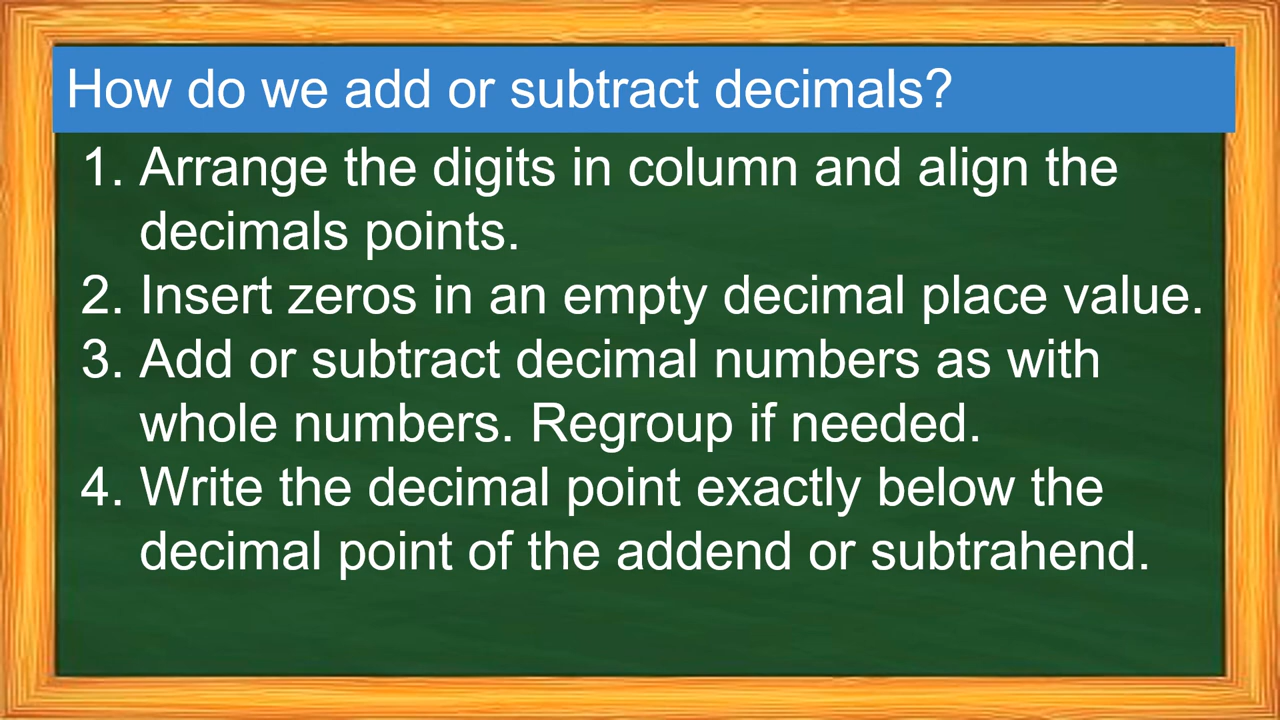 How do we add or subtract decimals?
1. Arrange the digits in column and align the
decimals points.
2. Insert zeros in an empty decimal place value.
3. Add or subtract decimal numbers as with
whole numbers. Regroup if needed.
4. Write the decimal point exactly below the
decimal point of the addend or subtrahend.